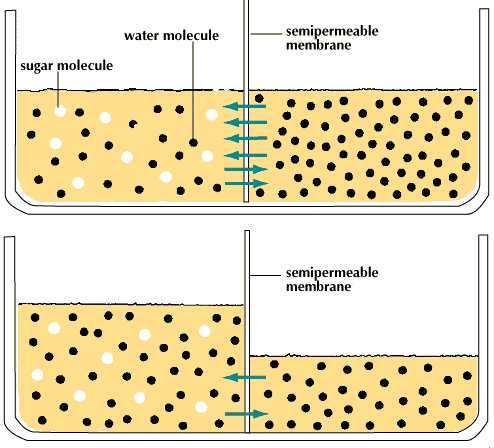 water molecule
semipermeable
membrane
sugar molecule
semipermeable
membrane